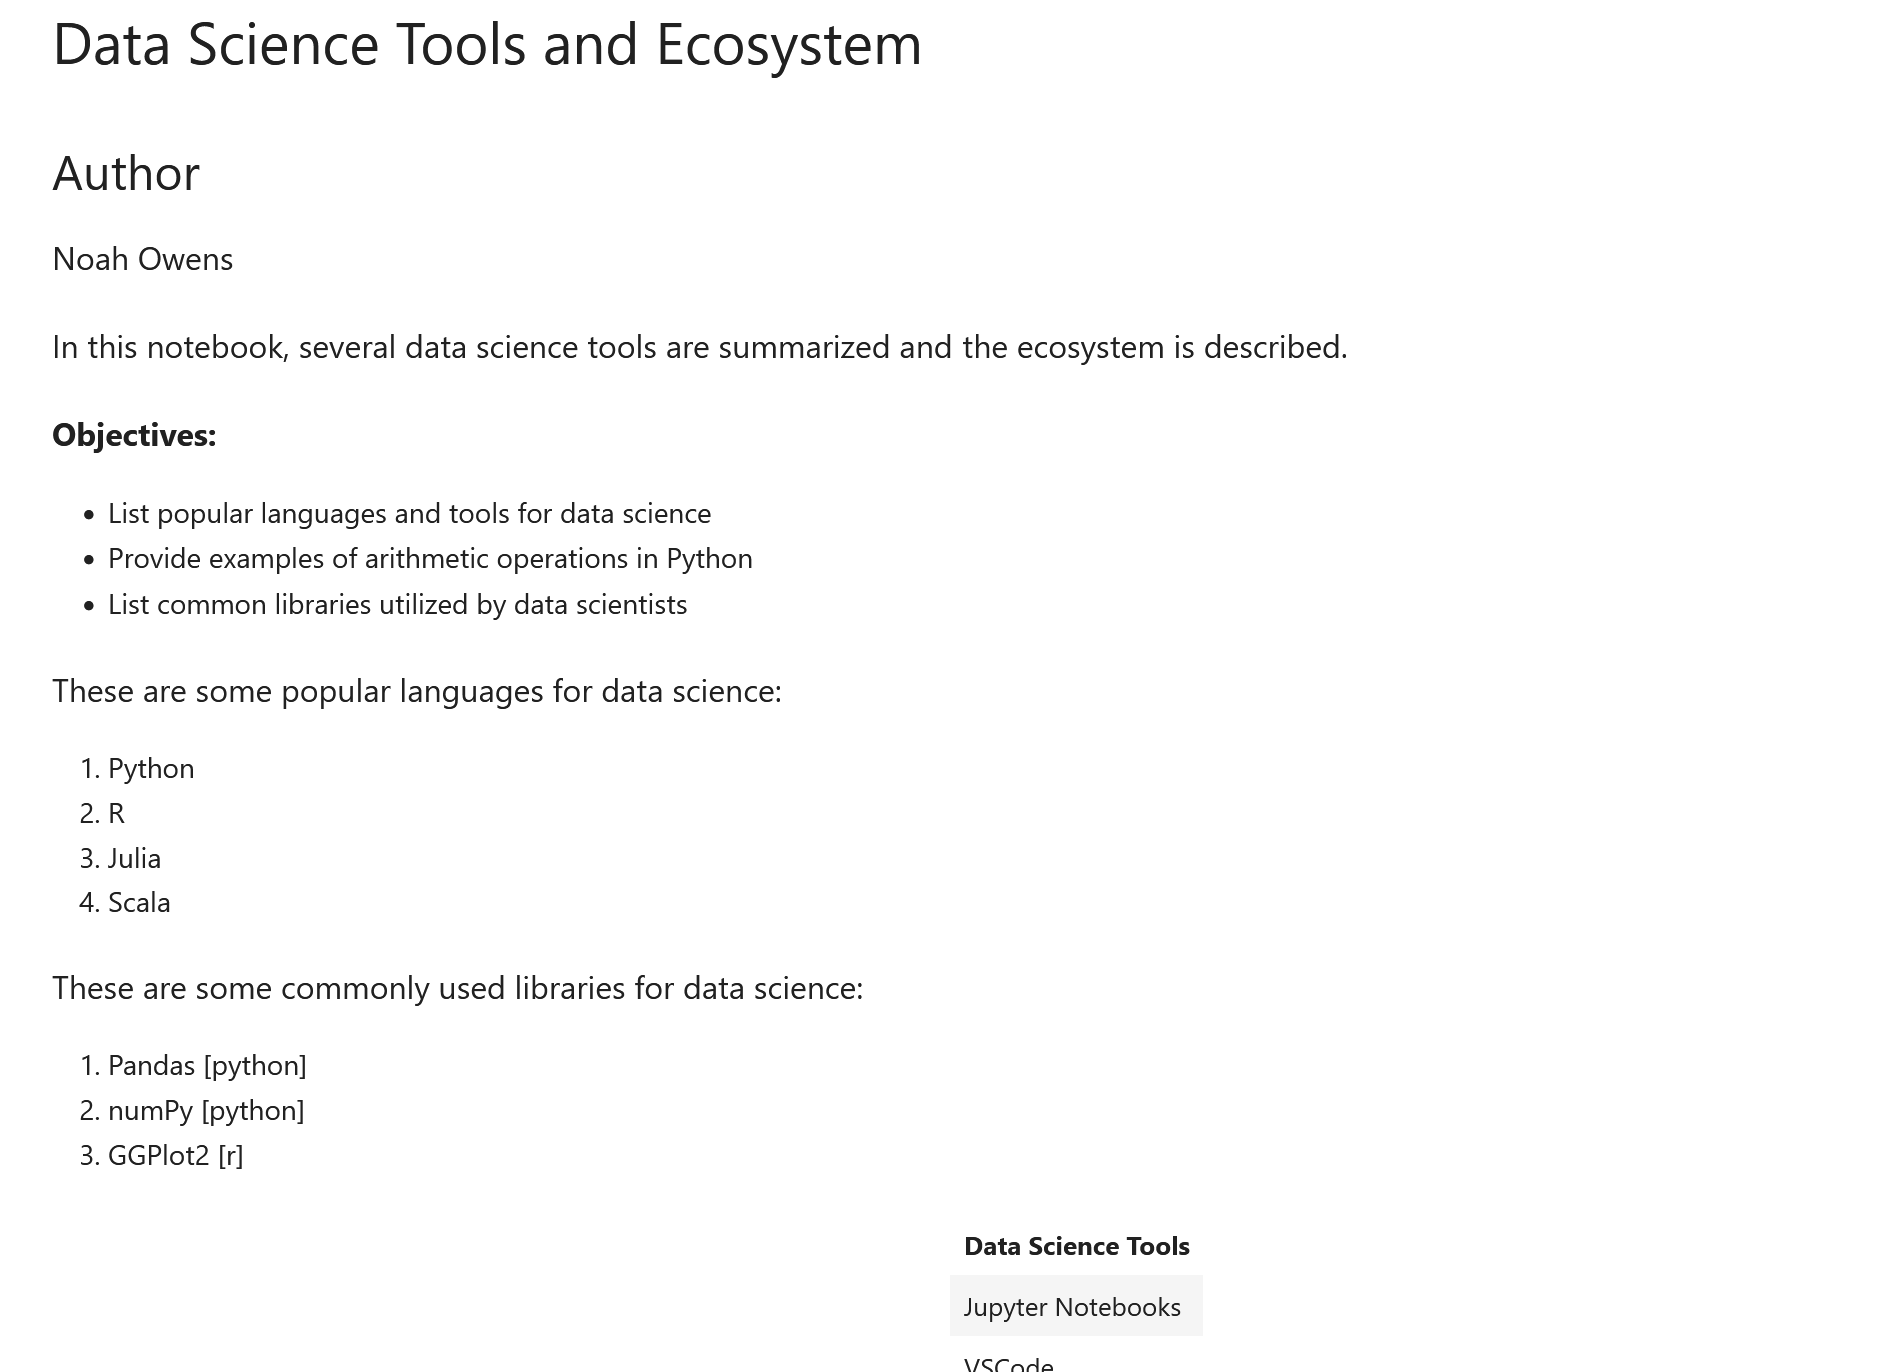 Data Science Tools and Ecosystem
Author
Noah Owens
In this notebook, several data science tools are summarized and the ecosystem is described.
Objectives:
• List popular languages and tools for data science
• Provide examples of arithmetic operations in Python
• List common libraries utilized by data scientists
These are some popular languages for data science:
1. Python
2. R
3. Julia
4. Scala
These are some commonly used libraries for data science:
1. Pandas [python]
2. numPy [python]
3. GGPlot2 [r]
Data Science Tools
Jupyter Notebooks
VSCode